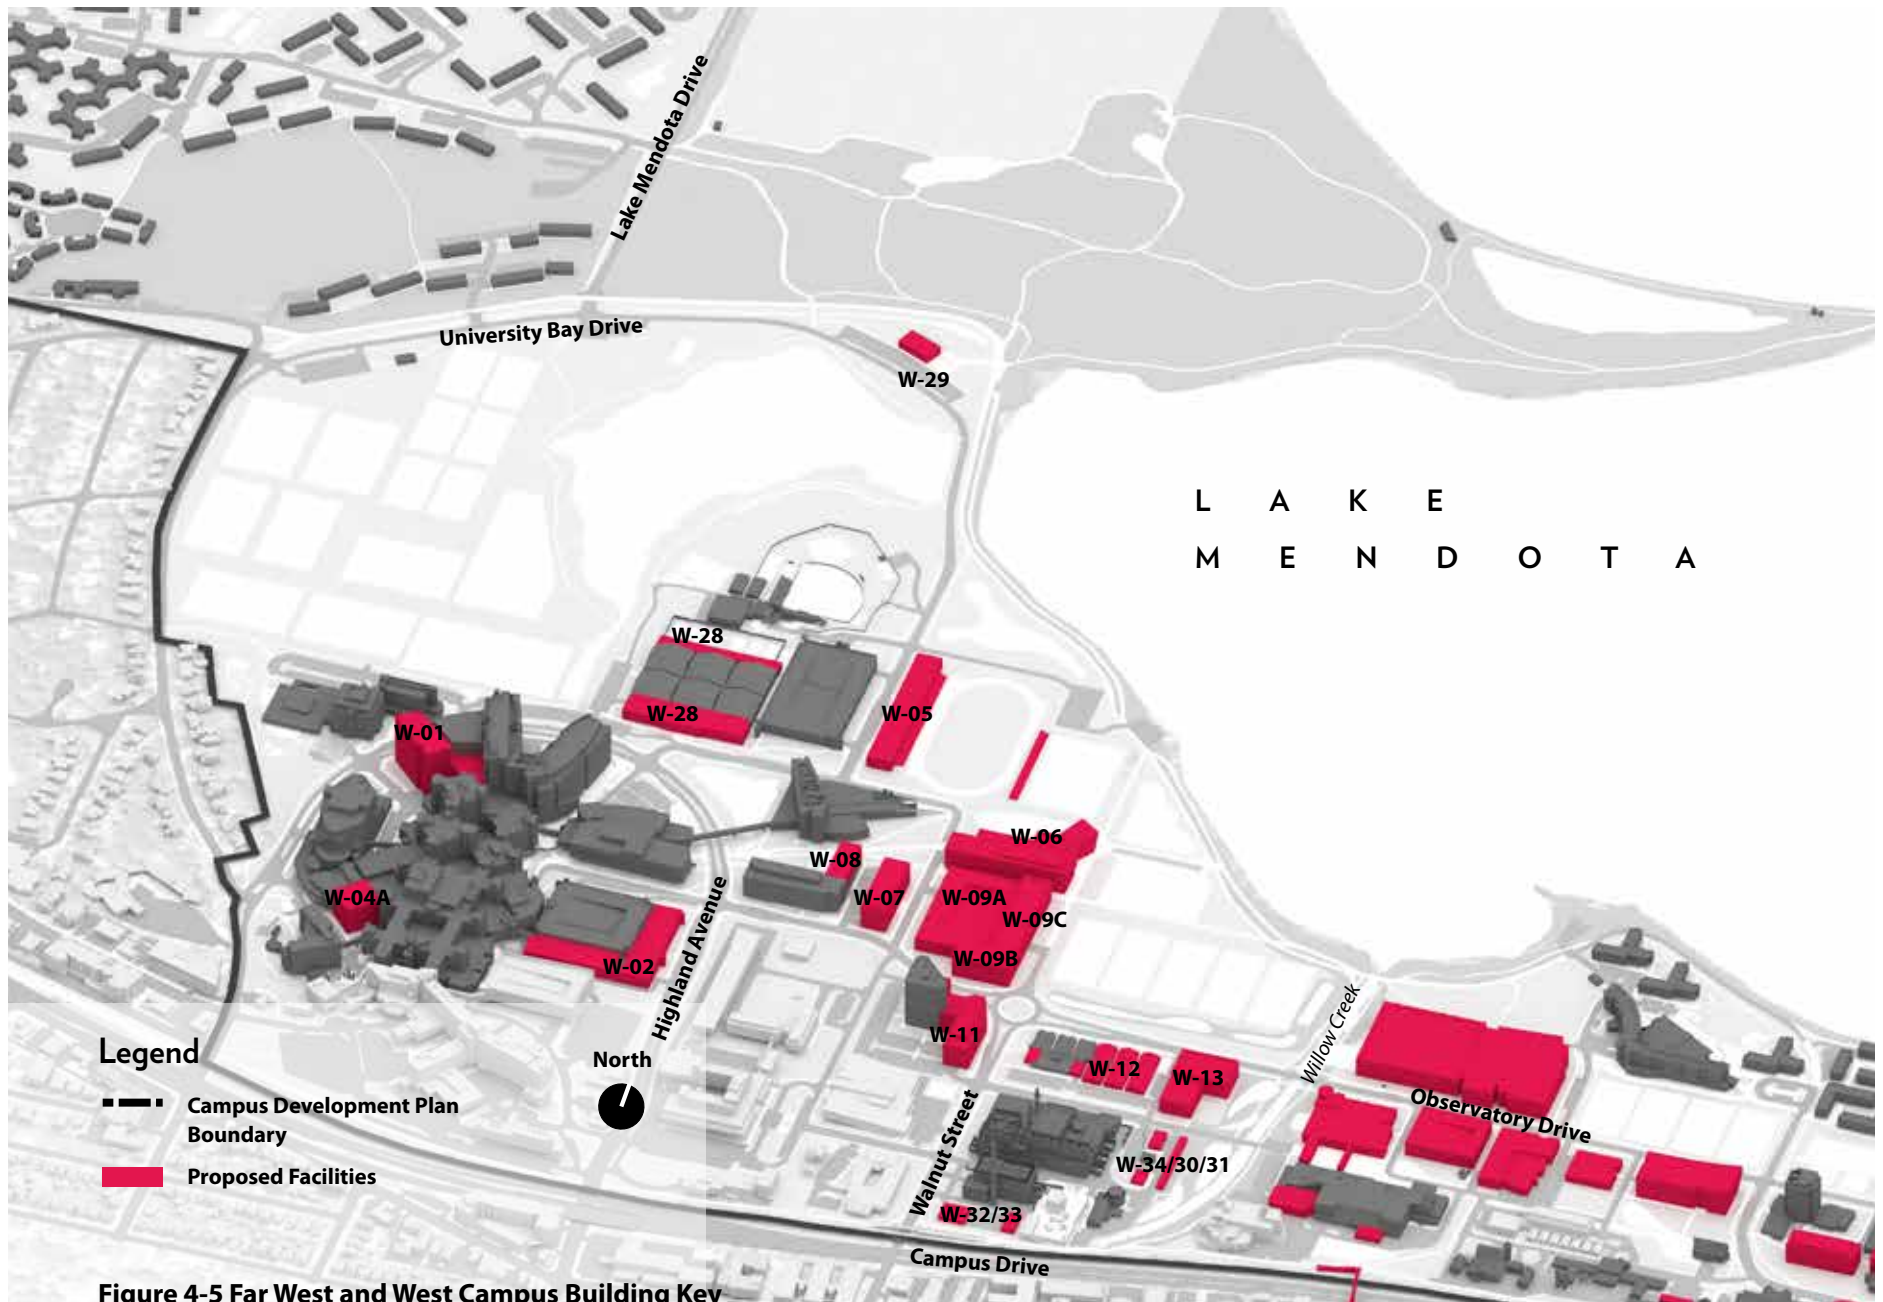 Lake Mendota Drive
University Bay Drive
W-29
L A K E
M E N D O T A
W-28
W-28
W-05
W-01
W-06
W-08
W-04A
W-07
W-09A
W-09C
W-02
W-09B
Highland Avenue
W-11
Willow Creek
W-12
W-13
Observatory Drive
Walnut Street
W-34/30/31
W-32/33
Campus Drive
Legend
North
Campus Development Plan
Boundary
Proposed Facilities
Figure 4-5 Far West and West Campus Building Key